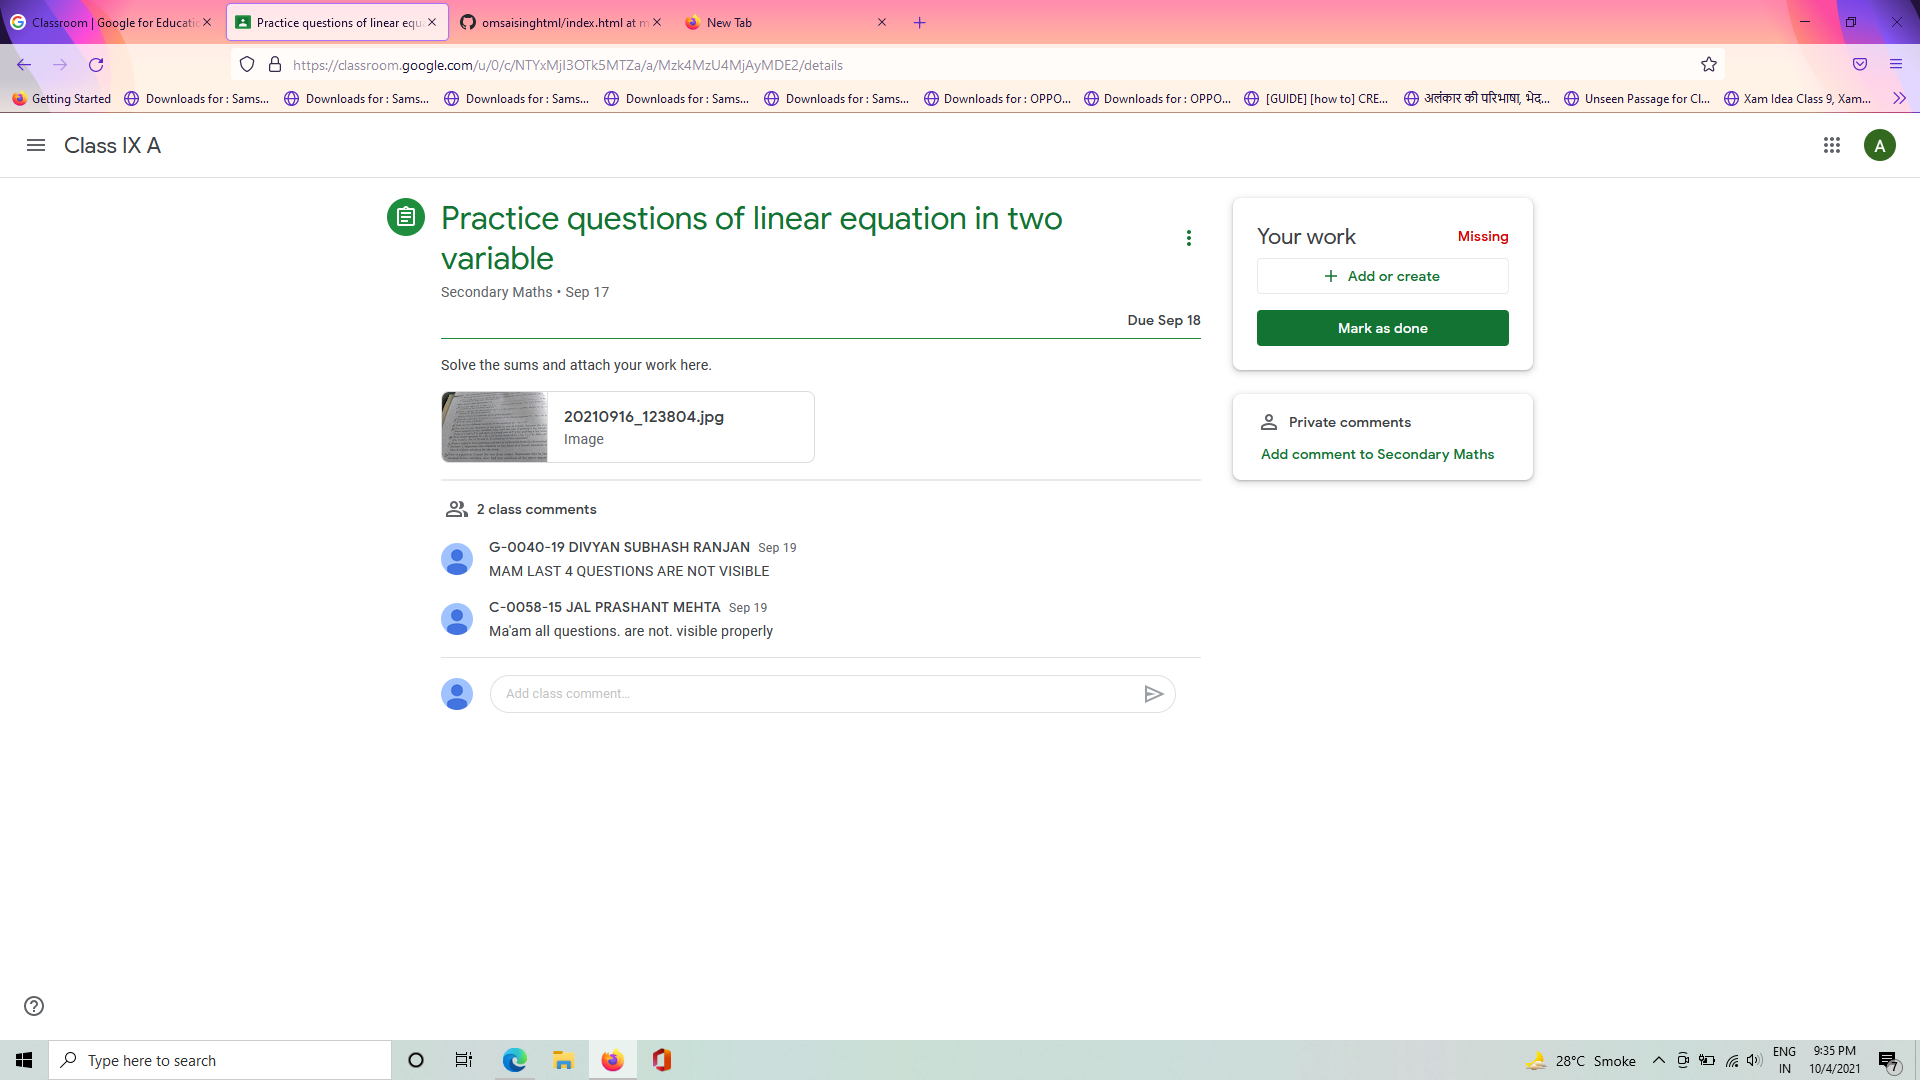 Classroom | Google for Educatio
Practice questions of linear equ
omsaisinghtml/index.html at m
New Tab
https://classroom.google.com/u/0/c/NTYxMjI3OTk5MTZa/a/Mzk4MzU4MjAyMDE2/details
Getting Started
Downloads for : Sams...
Downloads for : Sams...
Downloads for : Sams...
Downloads for : Sams...
Downloads for : Sams...
Downloads for : OPPO...
Downloads for : OPPO...
[GUIDE] [how to] CRE...
अलंकार की परिभाषा, भेद...
Unseen Passage for Cl...
Xam Idea Class 9, Xam...
Class IX A
A
Practice questions of linear equation in two
variable
Secondary Maths • Sep 17
Due Sep 18
Solve the sums and attach your work here.
20210916_123804.jpg
Image
2 class comments
G-0040-19 DIVYAN SUBHASH RANJAN Sep 19
MAM LAST 4 QUESTIONS ARE NOT VISIBLE
C-0058-15 JAL PRASHANT MEHTA Sep 19
Ma'am all questions. are not. visible properly
Add class comment...
Your work
Missing
Add or create
Mark as done
Private comments
Add comment to Secondary Maths
Type here to search
28°C Smoke
ENG
IN
9:35 PM
10/4/2021
7